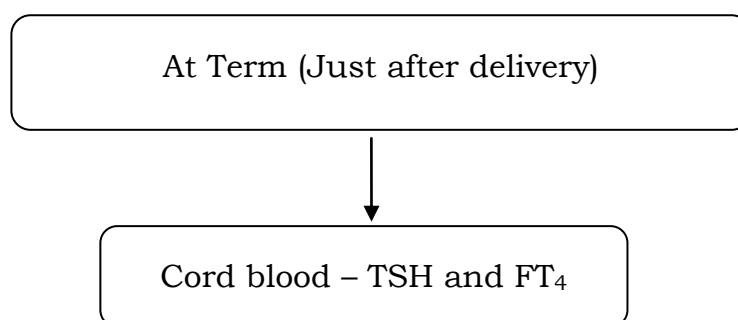 At Term (Just after delivery)
Cord blood – TSH and FT₄